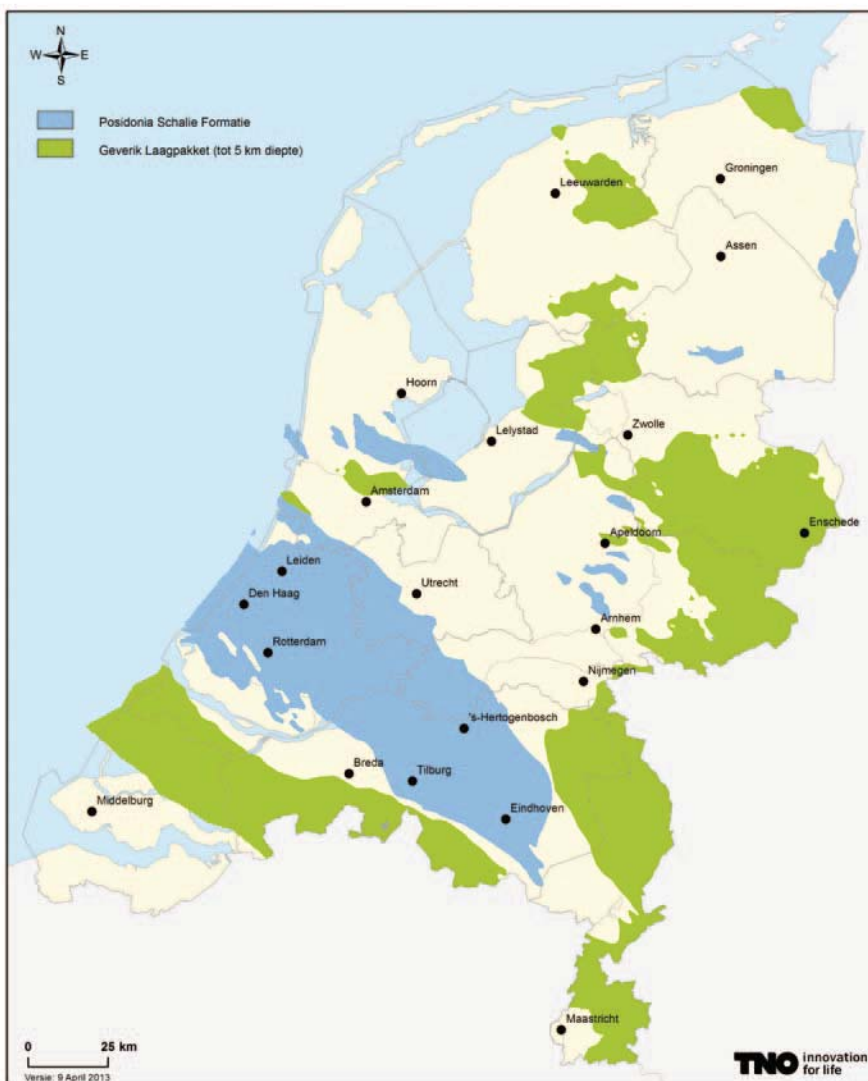 N
W E
S
Posidonia Schalie Formatie
Geverik Laagpakket (tot 5 km diepte)
Groningen
Leeuwarden
Assen
Hoorn
Zwolle
Lelystad
Amsterdam
Enschede
Apeldoorn
Leiden
Utrecht
Den Haag
Arnhem
Rotterdam
Nijmegen
's-Hertogenbosch
Breda
Tilburg
Middelburg
Eindhoven
Maastricht
0 25 km
Versie: 9 April 2013
TNO innovation
for life